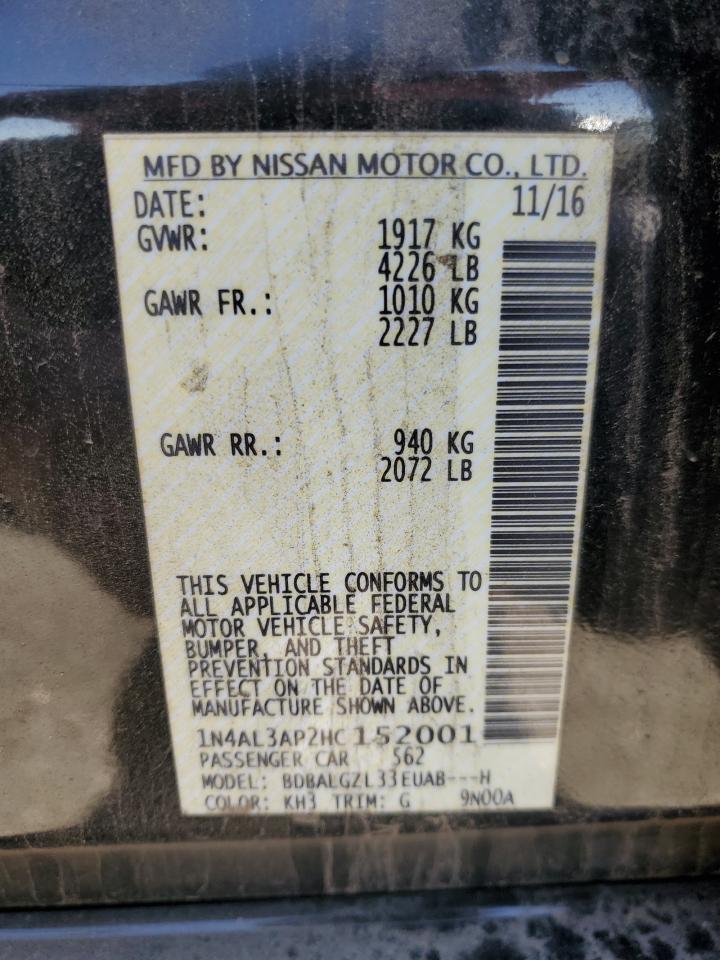 MFD BY NISSAN MOTOR CO., LTD.
DATE: 11/16
GVWR: 1917 KG
4226 LB
GAWR FR.: 1010 KG
2227 LB
GAWR RR.: 940 KG
2072 LB
THIS VEHICLE CONFORMS TO
ALL APPLICABLE FEDERAL
MOTOR VEHICLE SAFETY,
BUMPER, AND THEFT
PREVENTION STANDARDS IN
EFFECT ON THE DATE OF
MANUFACTURE SHOWN ABOVE.
1N4AL3AP2HC152001
PASSENGER CAR 562
MODEL: BDBALGZL33EUAB---H
COLOR: KH3 TRIM: G 9N00A